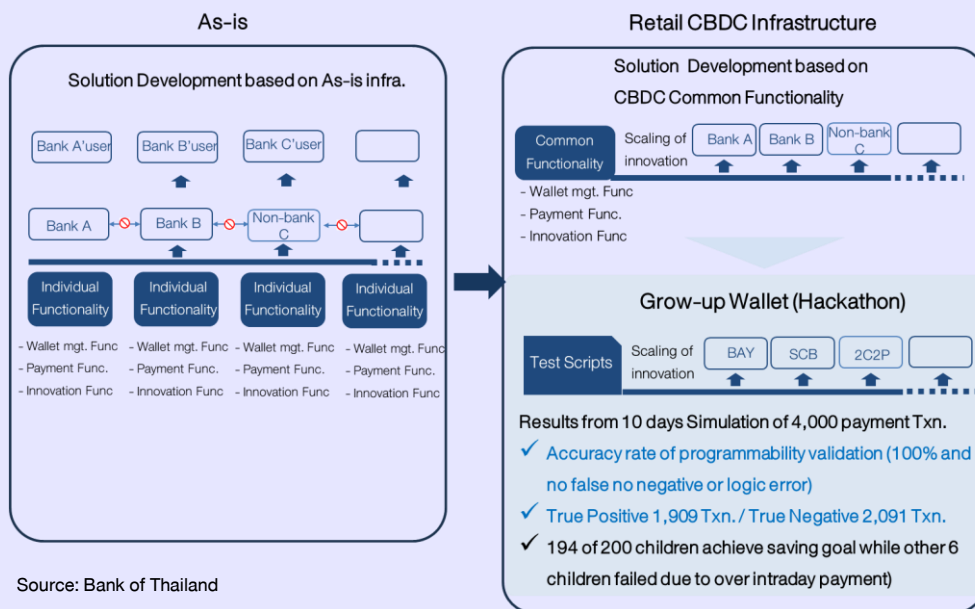 As-is
Solution Development based on As-is infra.
Bank A'user
Bank B'user
Bank C'user
Bank A
Bank B
Non-bank
C
Individual
Functionality
Individual
Functionality
Individual
Functionality
Individual
Functionality
- Wallet mgt. Func
- Payment Func.
- Innovation Func
- Wallet mgt. Func
- Payment Func.
- Innovation Func
- Wallet mgt. Func
- Payment Func.
- Innovation Func
- Wallet mgt. Func
- Payment Func.
- Innovation Func
Source: Bank of Thailand
Retail CBDC Infrastructure
Solution Development based on
CBDC Common Functionality
Common
Functionality
Scaling of
innovation
Bank A
Bank B
Non-bank
C
- Wallet mgt. Func
- Payment Func.
- Innovation Func
Grow-up Wallet (Hackathon)
Test Scripts
Scaling of
innovation
BAY
SCB
2C2P
Results from 10 days Simulation of 4,000 payment Txn.
✓ Accuracy rate of programmability validation (100% and
no false no negative or logic error)
✓ True Positive 1,909 Txn. / True Negative 2,091 Txn.
✓ 194 of 200 children achieve saving goal while other 6
children failed due to over intraday payment)